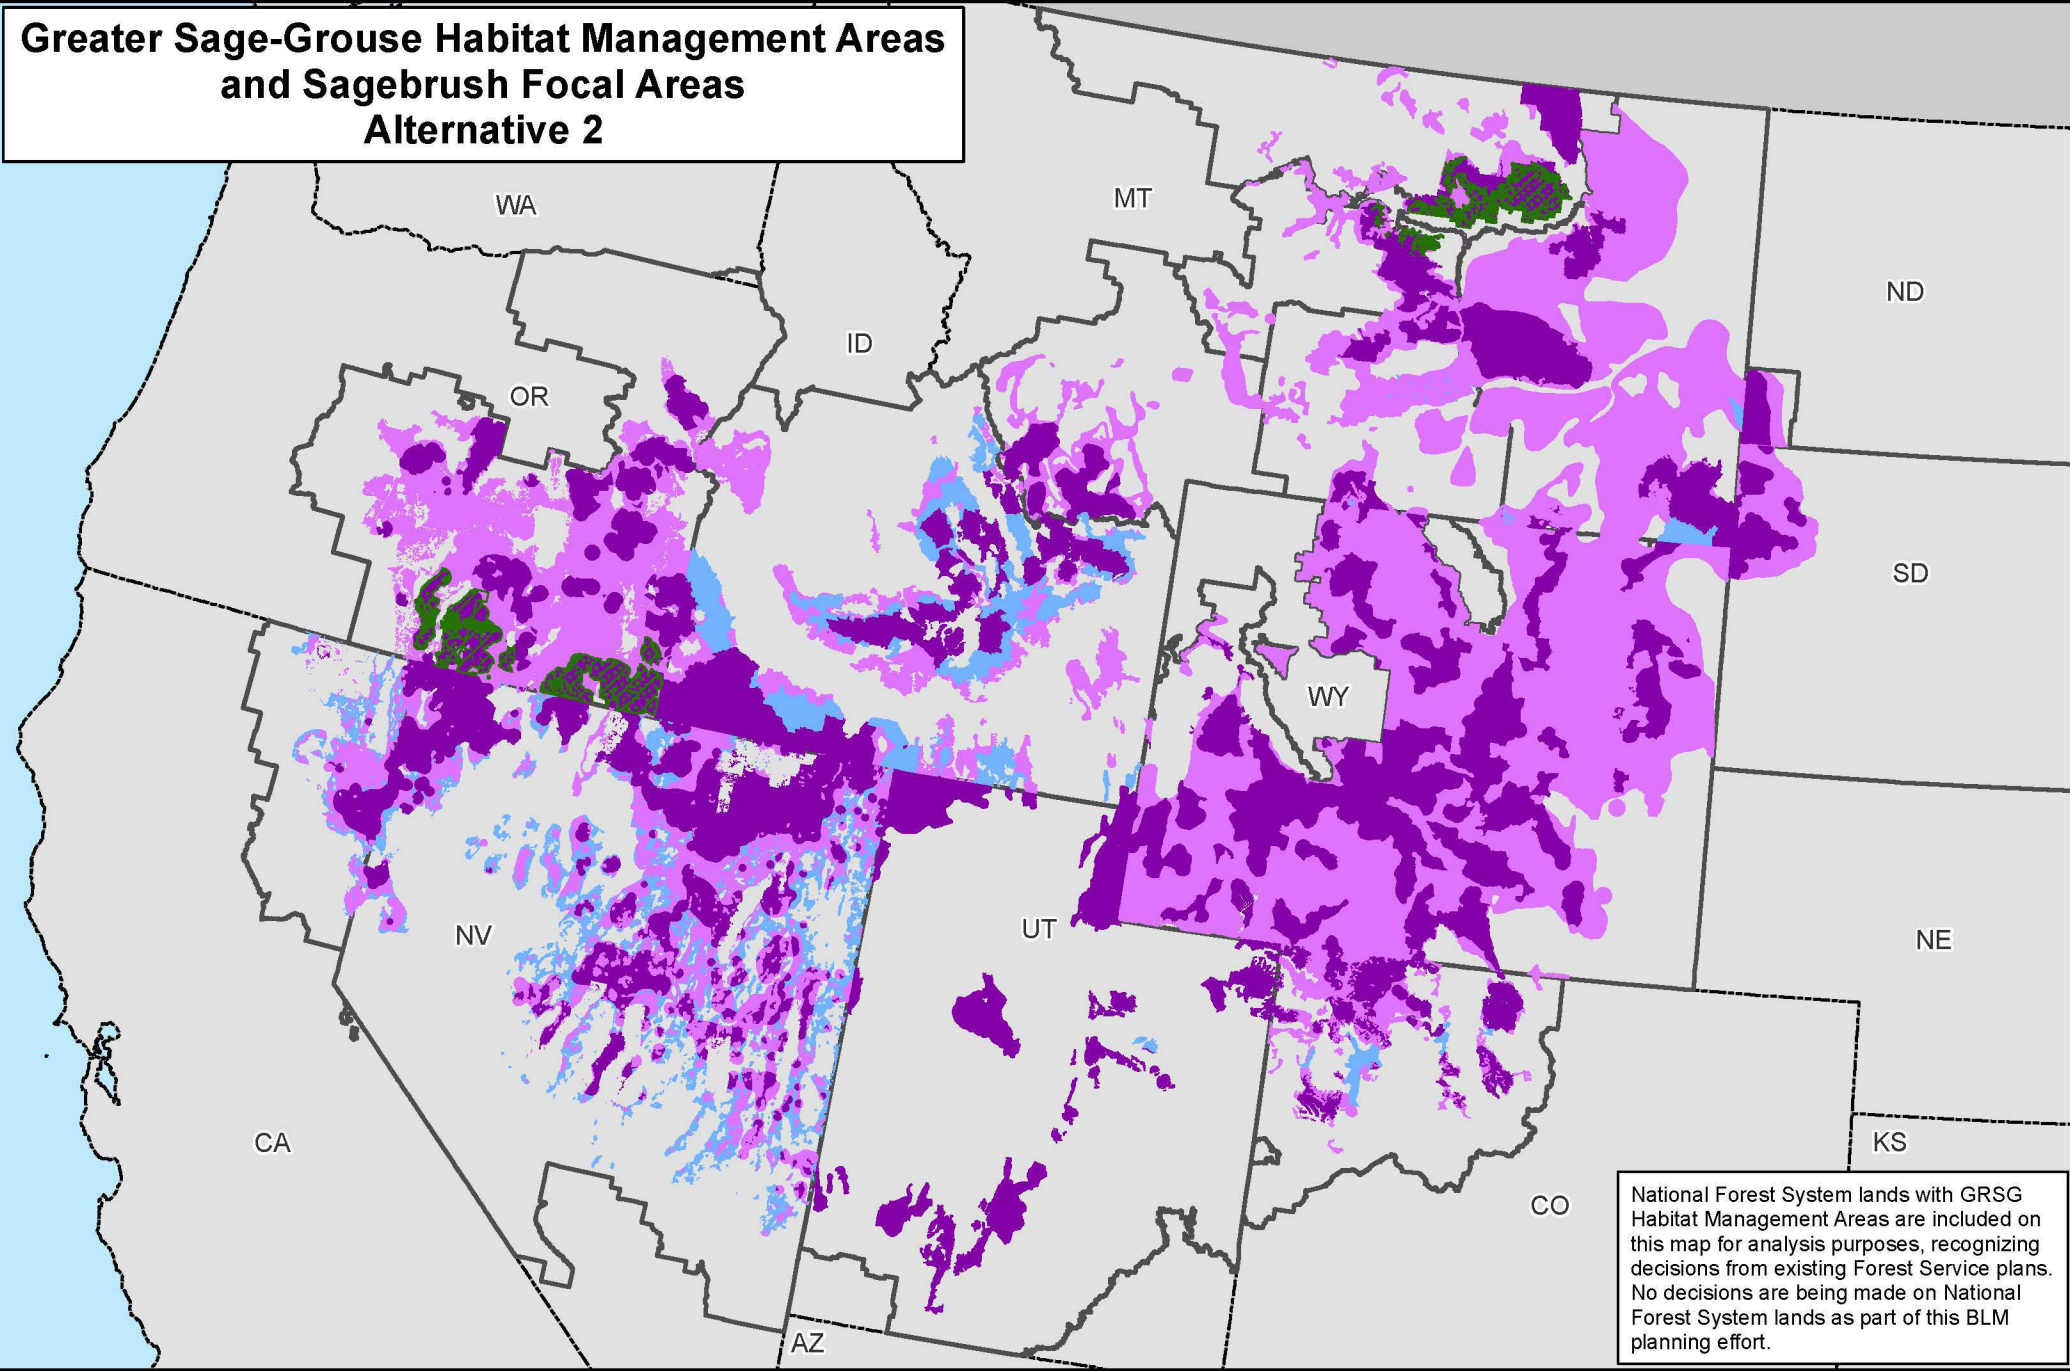 Greater Sage-Grouse Habitat Management Areas
and Sagebrush Focal Areas
Alternative 2
WA
MT
ND
ID
OR
SD
WY
NV
UT
NE
CA
KS
CO
AZ
National Forest System lands with GRSG
Habitat Management Areas are included on
this map for analysis purposes, recognizing
decisions from existing Forest Service plans.
No decisions are being made on National
Forest System lands as part of this BLM
planning effort.